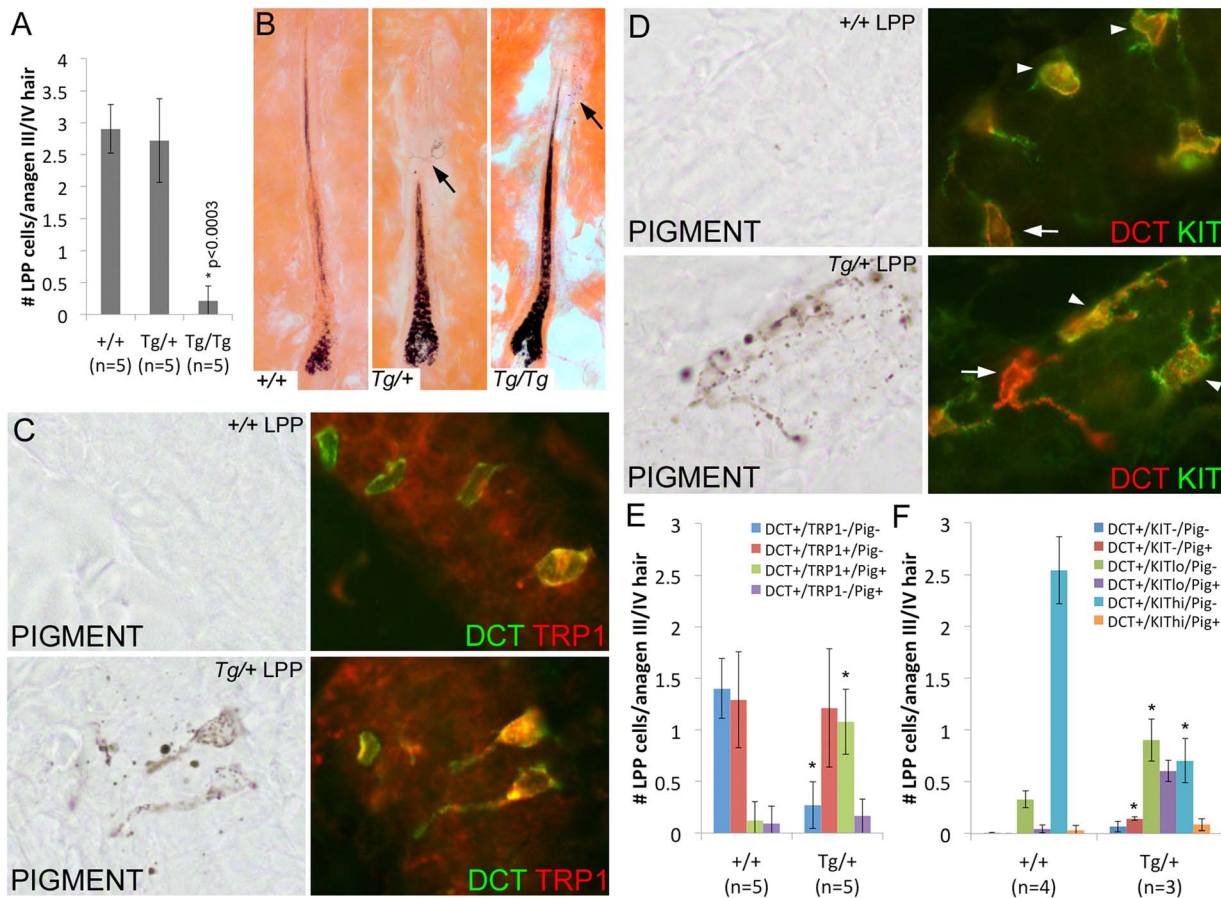 A
# LPP cells/anagen III/IV hair
4
3.5
3
2.5
2
1.5
1
0.5
0
* p<0.0003
+/+ Tg/+ Tg/Tg
(n=5) (n=5) (n=5)
B
+/+
Tg/+
Tg/Tg
C
+/+ LPP
PIGMENT
DCT TRP1
Tg/+ LPP
PIGMENT
DCT TRP1
D
+/+ LPP
PIGMENT
DCT KIT
Tg/+ LPP
PIGMENT
DCT KIT
E
# LPP cells/anagen III/IV hair
3
2.5
2
1.5
1
0.5
0
DCT+/TRP1-/Pig-
DCT+/TRP1+/Pig-
DCT+/TRP1+/Pig+
DCT+/TRP1-/Pig+
*
*
+/+ Tg/+
(n=5) (n=5)
F
# LPP cells/anagen III/IV hair
3
2.5
2
1.5
1
0.5
0
DCT+/KIT-/Pig-
DCT+/KIT-/Pig+
DCT+/KITlo/Pig-
DCT+/KITlo/Pig+
DCT+/KIThi/Pig-
DCT+/KIThi/Pig+
*
*
*
+/+ Tg/+
(n=4) (n=3)